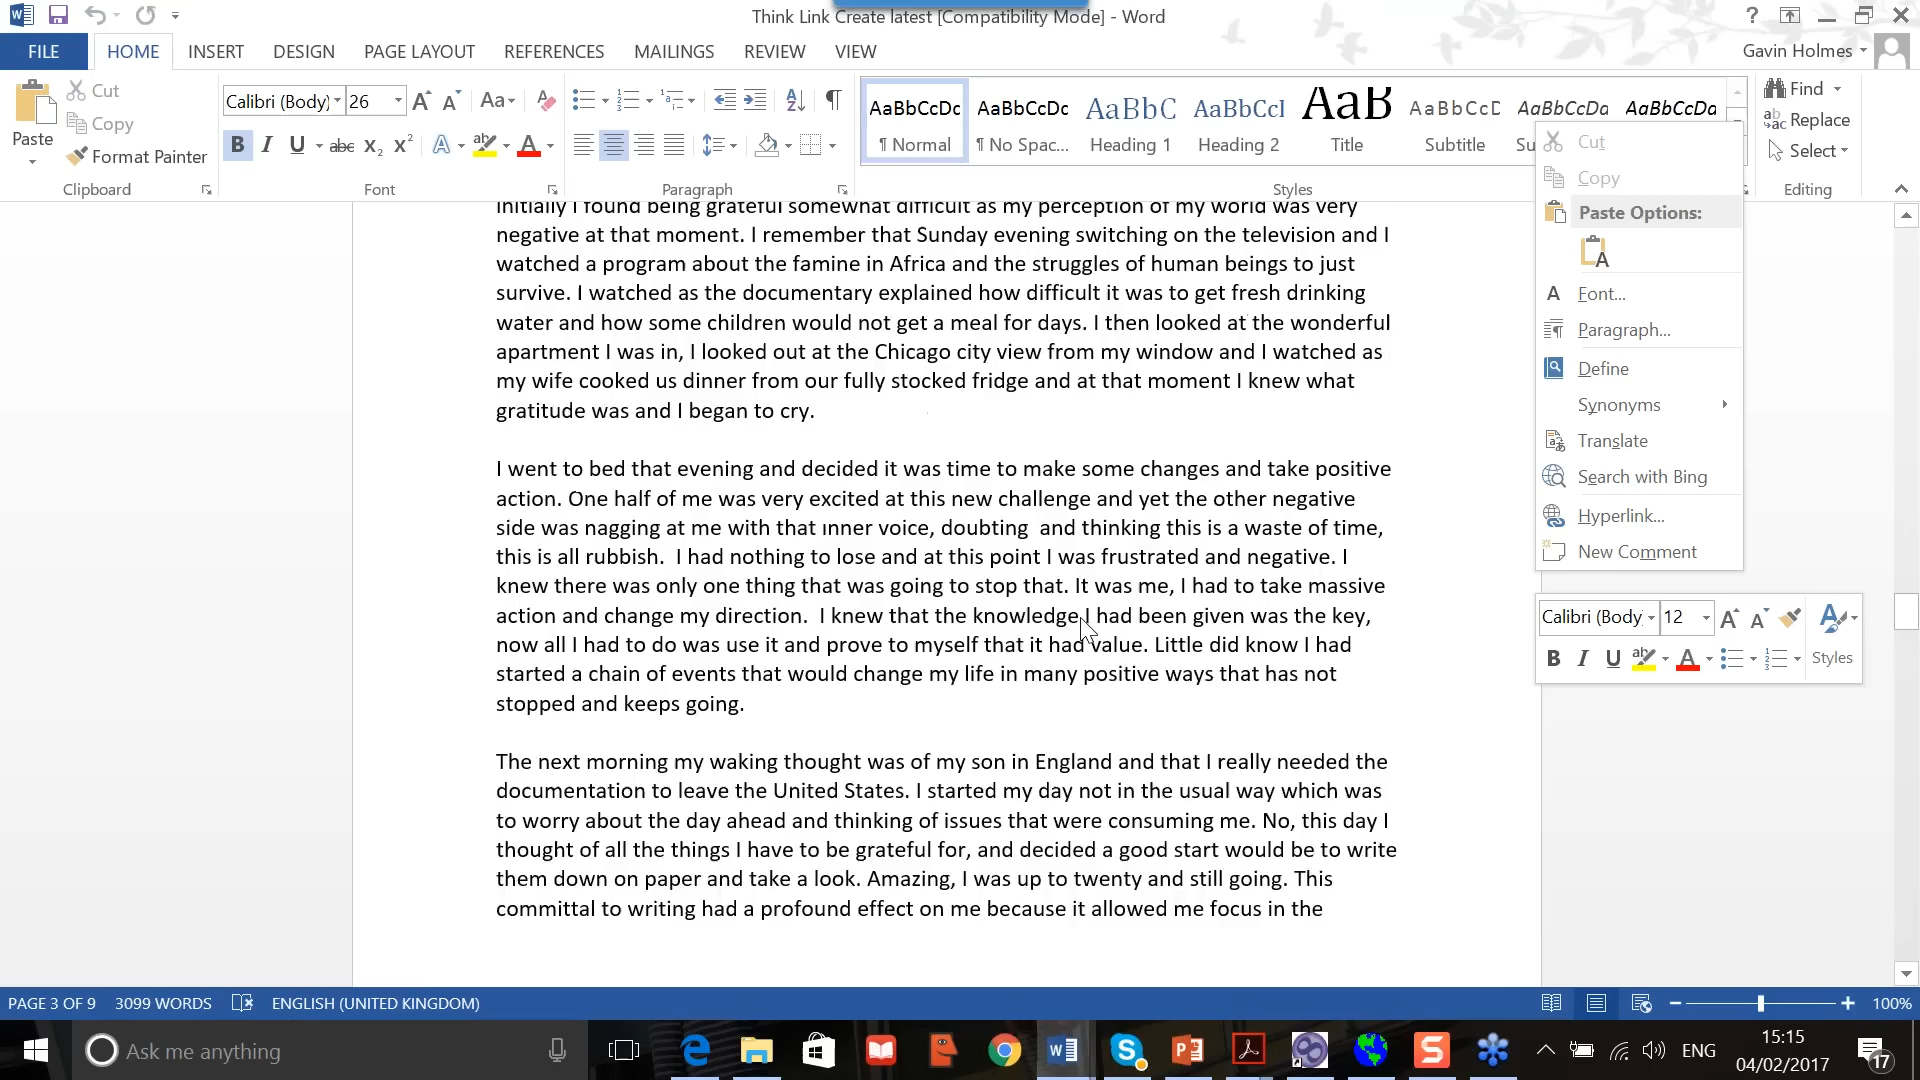 Think Link Create latest [Compatibility Mode] - Word
?
FILE HOME INSERT DESIGN PAGE LAYOUT REFERENCES MAILINGS REVIEW VIEW
Gavin Holmes
Paste
Cut
Copy
Format Painter
Clipboard
Calibri (Body) 26
Font
Paragraph
AaBbCcDc AaBbCcDc AaBbC AaBbCcI AaB AaBbCcD AaBbCcDa AaBbCcDa
¶ Normal ¶ No Spac... Heading 1 Heading 2 Title Subtitle Su
Styles
Find
Replace
Select
Editing
Initially I found being grateful somewhat difficult as my perception of my world was very
negative at that moment. I remember that Sunday evening switching on the television and I
watched a program about the famine in Africa and the struggles of human beings to just
survive. I watched as the documentary explained how difficult it was to get fresh drinking
water and how some children would not get a meal for days. I then looked at the wonderful
apartment I was in, I looked out at the Chicago city view from my window and I watched as
my wife cooked us dinner from our fully stocked fridge and at that moment I knew what
gratitude was and I began to cry.
I went to bed that evening and decided it was time to make some changes and take positive
action. One half of me was very excited at this new challenge and yet the other negative
side was nagging at me with that inner voice, doubting  and thinking this is a waste of time,
this is all rubbish.  I had nothing to lose and at this point I was frustrated and negative. I
knew there was only one thing that was going to stop that. It was me, I had to take massive
action and change my direction.  I knew that the knowledge I had been given was the key,
now all I had to do was use it and prove to myself that it had value. Little did know I had
started a chain of events that would change my life in many positive ways that has not
stopped and keeps going.
The next morning my waking thought was of my son in England and that I really needed the
documentation to leave the United States. I started my day not in the usual way which was
to worry about the day ahead and thinking of issues that were consuming me. No, this day I
thought of all the things I have to be grateful for, and decided a good start would be to write
them down on paper and take a look. Amazing, I was up to twenty and still going. This
committal to writing had a profound effect on me because it allowed me focus in the
Cut
Copy
Paste Options:
Font...
Paragraph...
Define
Synonyms
Translate
Search with Bing
Hyperlink...
New Comment
Calibri (Body) 12
B I U
Styles
PAGE 3 OF 9 3099 WORDS ENGLISH (UNITED KINGDOM)
100%
Ask me anything
ENG
15:15
04/02/2017
17